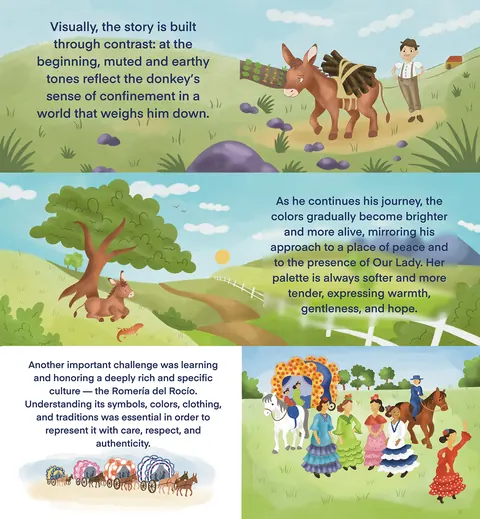 Visually, the story is built
through contrast: at the
beginning, muted and earthy
tones reflect the donkey's
sense of confinement in a
world that weighs him down.
As he continues his journey, the
colors gradually become brighter
and more alive, mirroring his
approach to a place of peace and
to the presence of Our Lady. Her
palette is always softer and more
tender, expressing warmth,
gentleness, and hope.
Another important challenge was learning
and honoring a deeply rich and specific
culture — the Romería del Rocío.
Understanding its symbols, colors, clothing,
and traditions was essential in order to
represent it with care, respect, and
authenticity.